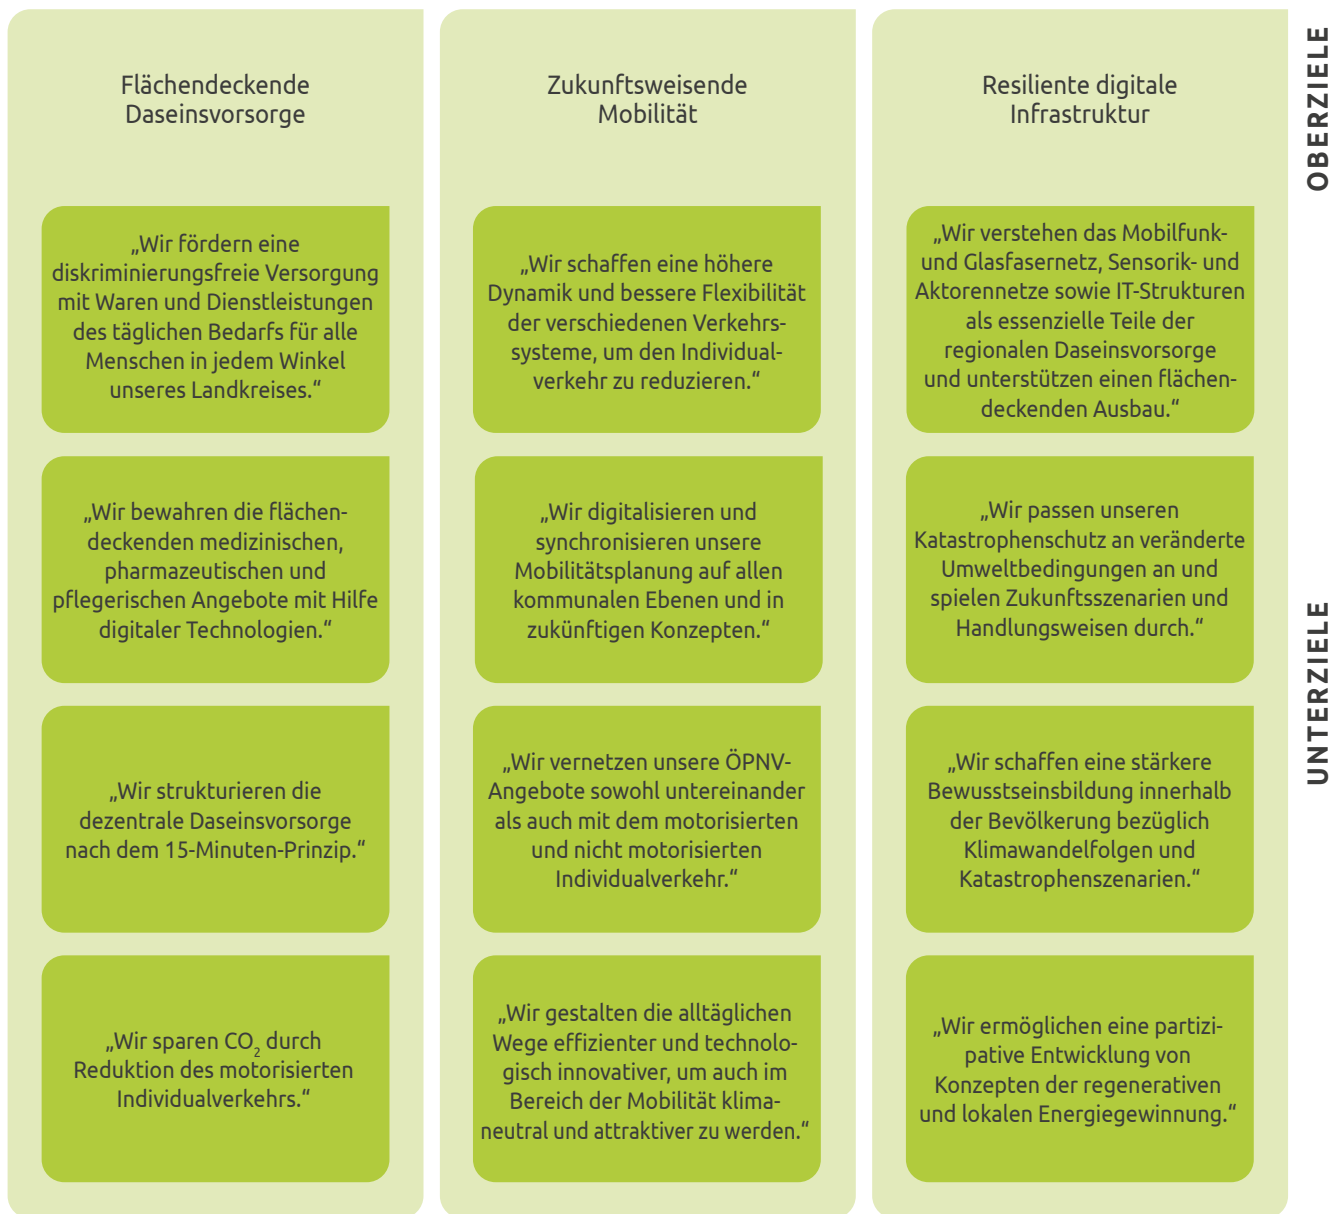 Flächendeckende
Daseinsvorsorge
„Wir fördern eine
diskriminierungsfreie Versorgung
mit Waren und Dienstleistungen
des täglichen Bedarfs für alle
Menschen in jedem Winkel
unseres Landkreises.“
„Wir bewahren die flächen-
deckenden medizinischen,
pharmazeutischen und
pflegerischen Angebote mit Hilfe
digitaler Technologien.“
„Wir strukturieren die
dezentrale Daseinsvorsorge
nach dem 15-Minuten-Prinzip.“
„Wir sparen CO₂ durch
Reduktion des motorisierten
Individualverkehrs.“
Zukunftsweisende
Mobilität
„Wir schaffen eine höhere
Dynamik und bessere Flexibilität
der verschiedenen Verkehrs-
systeme, um den Individual-
verkehr zu reduzieren.“
„Wir digitalisieren und
synchronisieren unsere
Mobilitätsplanung auf allen
kommunalen Ebenen und in
zukünftigen Konzepten.“
„Wir vernetzen unsere ÖPNV-
Angebote sowohl untereinander
als auch mit dem motorisierten
und nicht motorisierten
Individualverkehr.“
„Wir gestalten die alltäglichen
Wege effizienter und technolo-
gisch innovativer, um auch im
Bereich der Mobilität klima-
neutral und attraktiver zu werden.“
Resiliente digitale
Infrastruktur
„Wir verstehen das Mobilfunk-
und Glasfasernetz, Sensorik- und
Aktorennetze sowie IT-Strukturen
als essenzielle Teile der
regionalen Daseinsvorsorge
und unterstützen einen flächen-
deckenden Ausbau.“
„Wir passen unseren
Katastrophenschutz an veränderte
Umweltbedingungen an und
spielen Zukunftsszenarien und
Handlungsweisen durch.“
„Wir schaffen eine stärkere
Bewusstseinsbildung innerhalb
der Bevölkerung bezüglich
Klimawandelfolgen und
Katastrophenszenarien.“
„Wir ermöglichen eine partizi-
pative Entwicklung von
Konzepten der regenerativen
und lokalen Energiegewinnung.“
OBERZIELE
UNTERZIELE